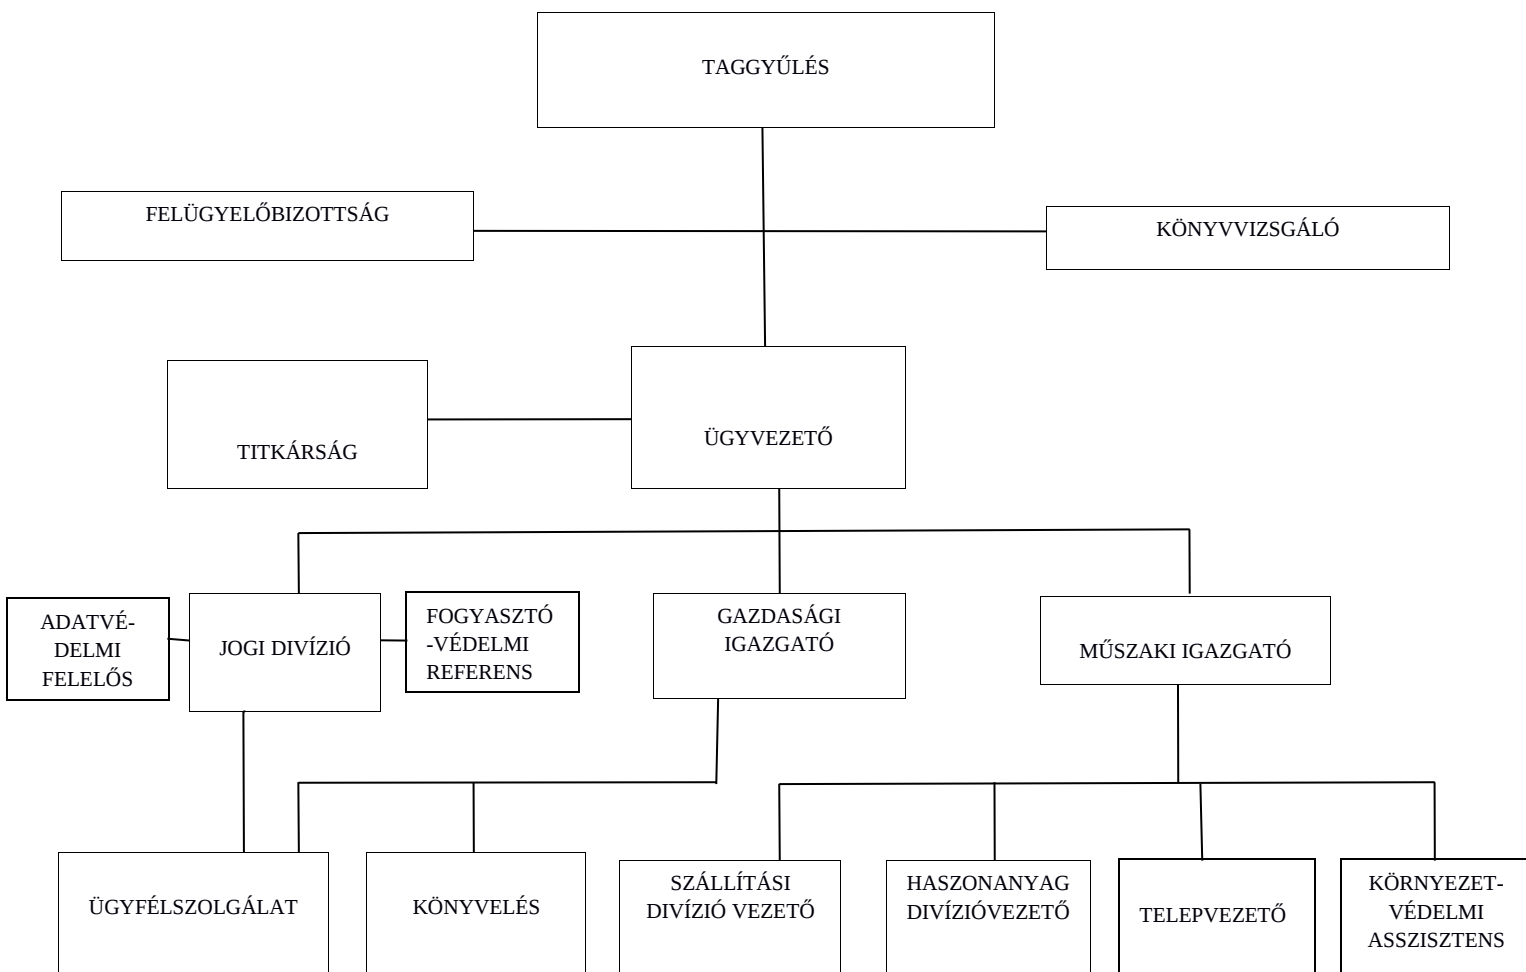 TAGGYŰLÉS
FELÜGYELŐBIZOTTSÁG
KÖNYVVIZSGÁLÓ
TITKÁRSÁG
ÜGYVEZETŐ
ADATVÉ-
DELMI
FELELŐS
JOGI DIVÍZIÓ
FOGYASZTÓ
-VÉDELMI
REFERENS
GAZDASÁGI
IGAZGATÓ
MŰSZAKI IGAZGATÓ
ÜGYFÉLSZOLGÁLAT
KÖNYVELÉS
SZÁLLÍTÁSI
DIVÍZIÓ VEZETŐ
HASZONANYAG
DIVÍZIÓVEZETŐ
TELEPVEZETŐ
KÖRNYEZET-
VÉDELMI
ASSZISZTENS